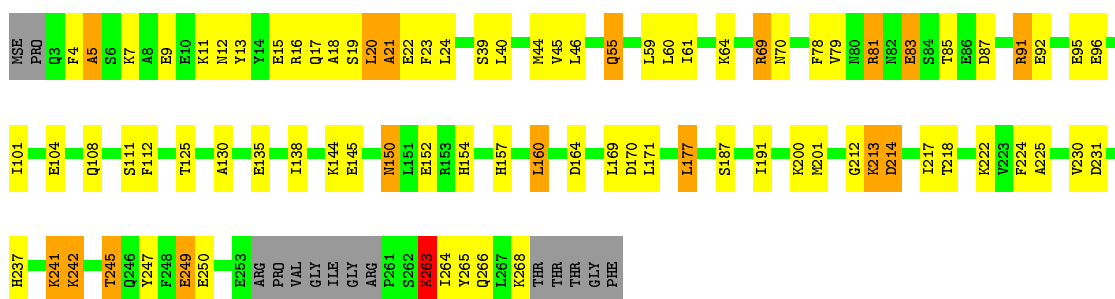 MSE PRO Q3 F4 A5 S6 K7 A8 E9 E10 K11 N12 Y13 Y14 E15 R16 Q17 A18 S19 L20 A21 E22 F23 L24 S39 L40 M44 V45 L46 Q55 L59 L60 I61 K64 R69 N70 F78 V79 N80 R81 N82 E83 S84 T85 E86 D87 R91 E92 E95 E96
I101 E104 Q108 S111 F112 T125 A130 E135 I138 K144 E145 N150 L151 E152 R153 H154 H157 L160 D164 L169 D170 L171 L177 S187 I191 K200 M201 G212 K213 D214 I217 T218 K222 V223 F224 A225 V230 D231
H237 K241 K242 T245 Q246 Y247 F248 E249 E250 E253 ARG PRO VAL GLY ILE GLY ARG P261 S262 K263 I264 Y265 Q266 L267 K268 THR THR THR GLY PHE